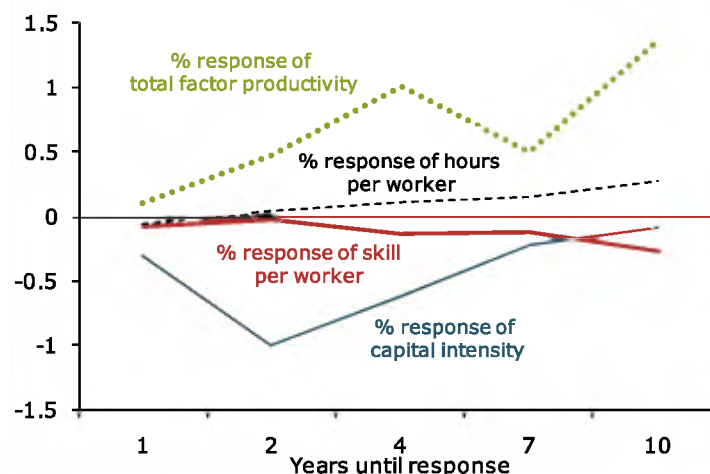 1.5
% response of
total factor productivity
1
0.5
% response of hours
per worker
0
% response of skill
per worker
-0.5
% response of
capital intensity
-1
-1.5
1 2 4 7 10
Years until response